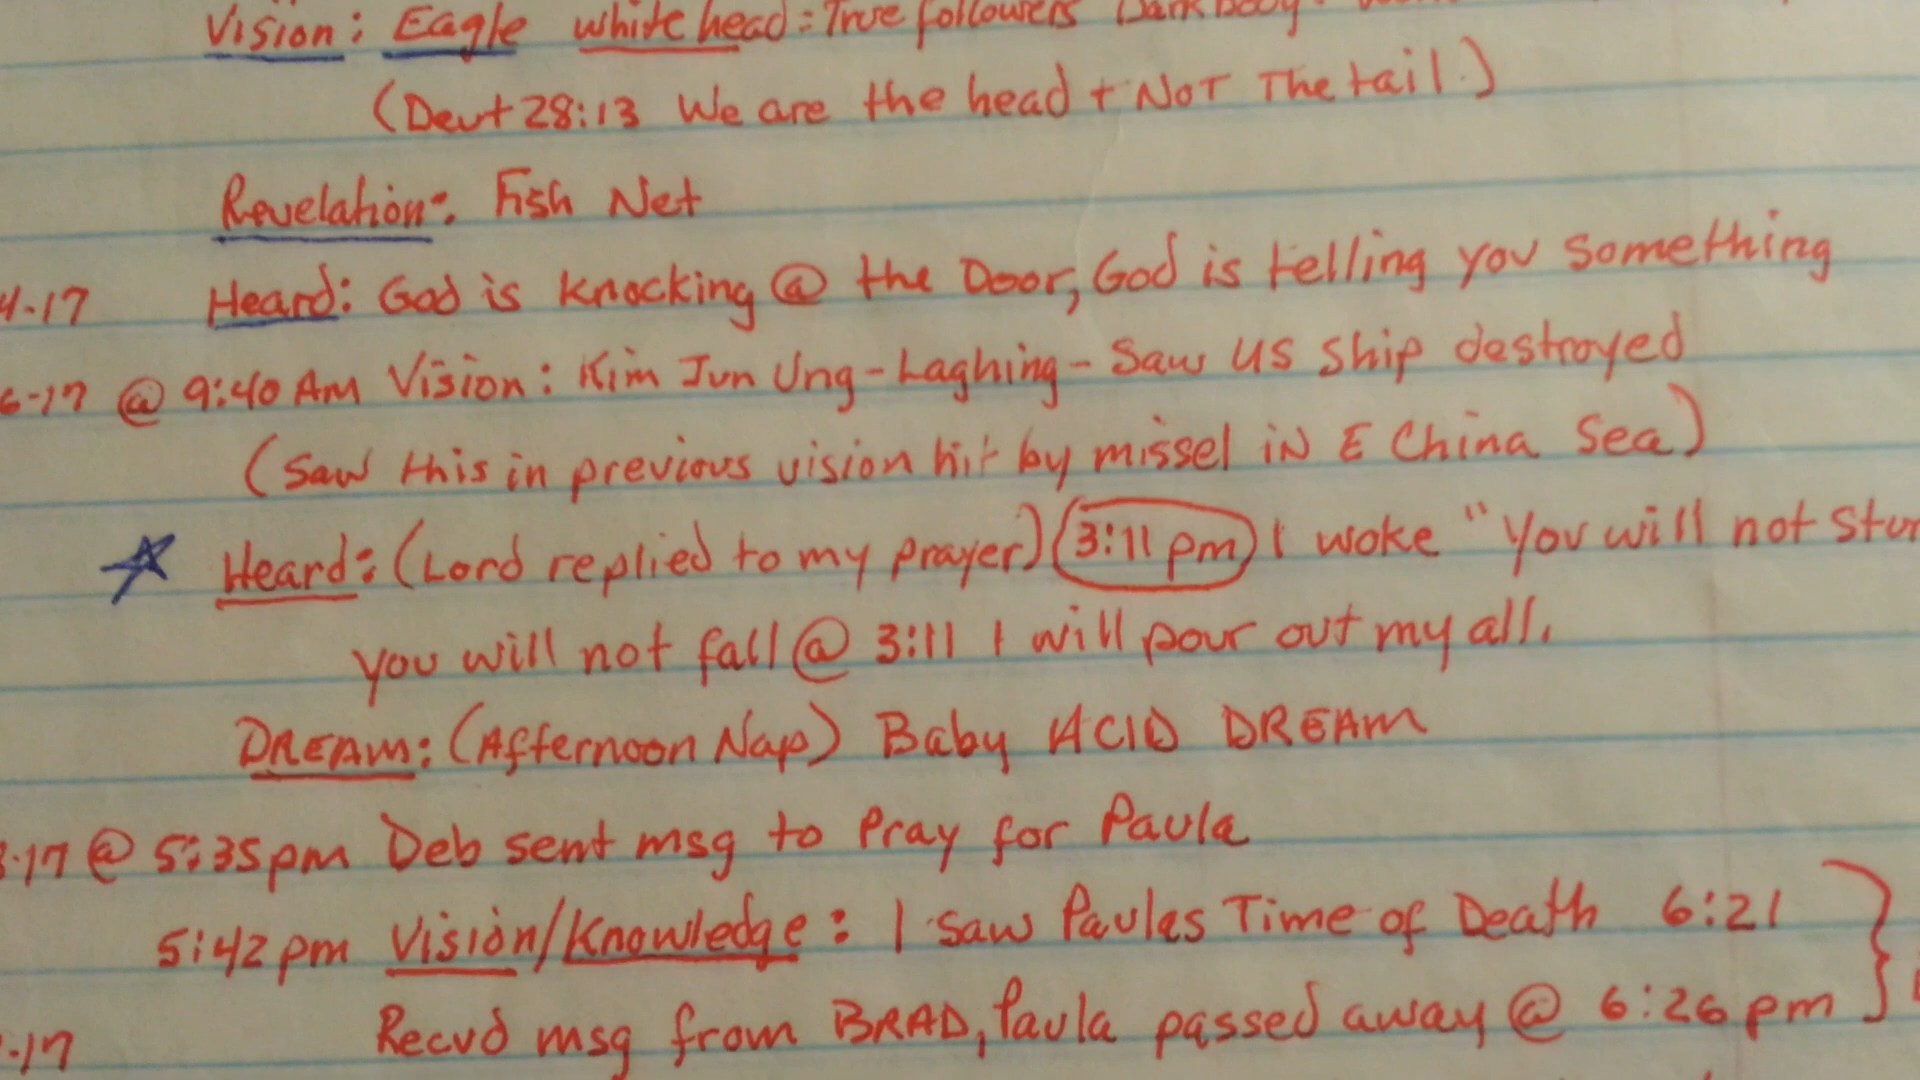 Vision: Eagle white head = True followers Dark Body
(Deut 28:13 We are the head + NOT The tail.)
Revelation: Fish Net
4-17 Heard: God is knocking @ the Door, God is telling you something
6-17 @ 9:40 AM Vision: Kim Jun Ung - Laghing - Saw US Ship destroyed
(Saw this in previous vision hit by missel in E China Sea)
Heard: (Lord replied to my prayer) (3:11 pm) I woke "You will not
you will not fall @ 3:11 I will pour out my all.
DREAM: (Afternoon Nap) Baby ACID DREAM
-17 @ 5:35 pm Deb sent msg to Pray for Paula
5:42 pm Vision/Knowledge: I saw Paulas Time of Death 6:21
-17 Recvd msg from BRAD, Paula passed away @ 6:26 pm